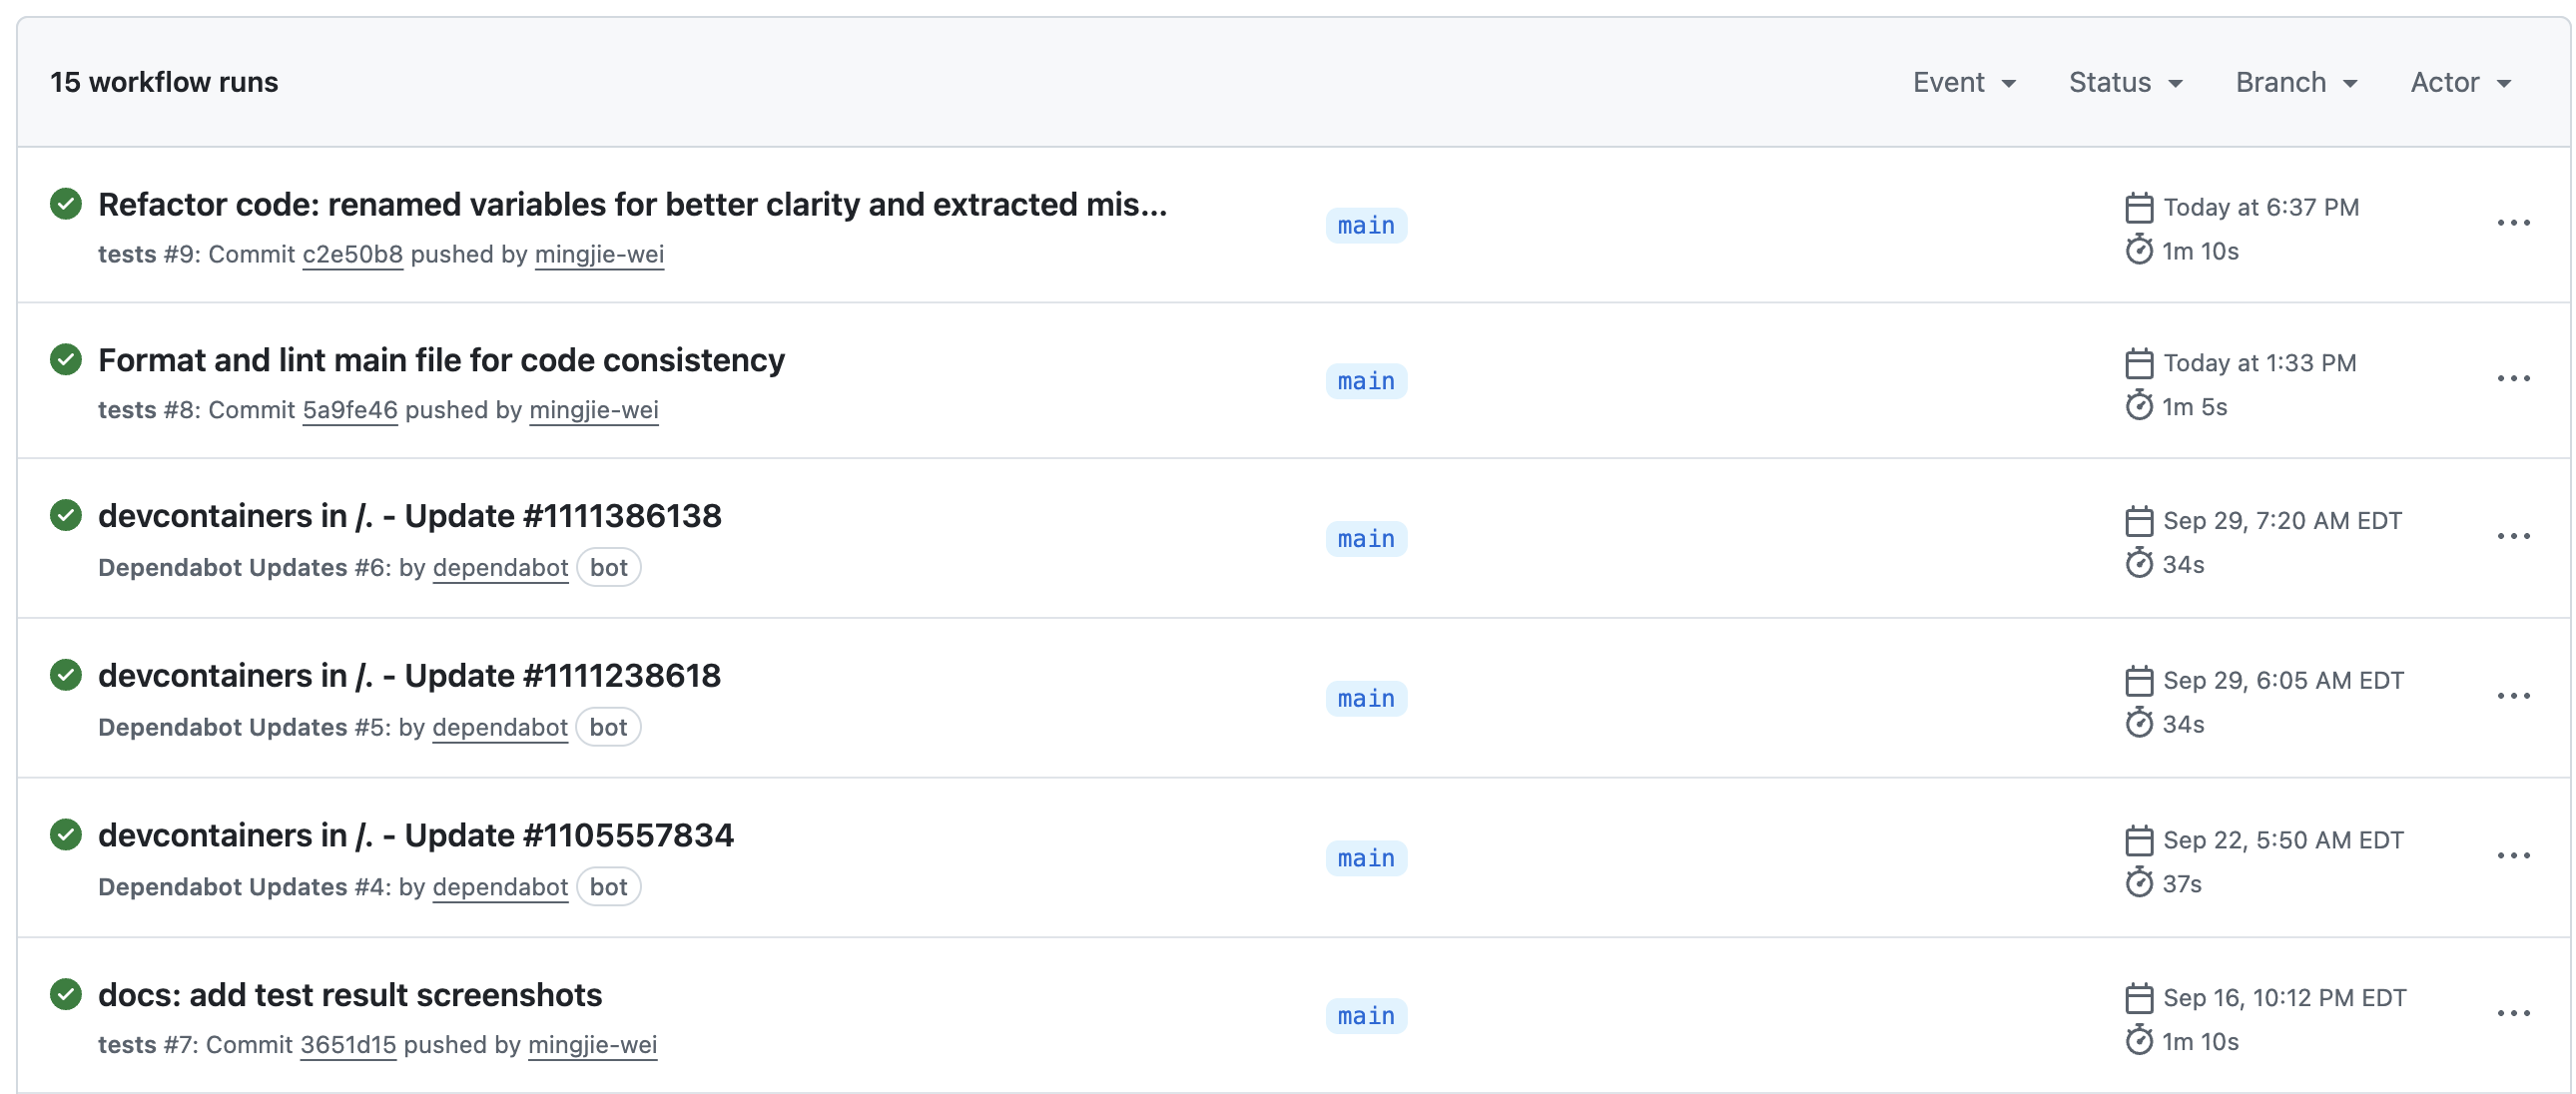 15 workflow runs
Event Status Branch Actor
Refactor code: renamed variables for better clarity and extracted mis...
main
Today at 6:37 PM
tests #9: Commit c2e50b8 pushed by mingjie-wei
1m 10s
Format and lint main file for code consistency
main
Today at 1:33 PM
tests #8: Commit 5a9fe46 pushed by mingjie-wei
1m 5s
devcontainers in /. - Update #1111386138
main
Sep 29, 7:20 AM EDT
Dependabot Updates #6: by dependabot bot
34s
devcontainers in /. - Update #1111238618
main
Sep 29, 6:05 AM EDT
Dependabot Updates #5: by dependabot bot
34s
devcontainers in /. - Update #1105557834
main
Sep 22, 5:50 AM EDT
Dependabot Updates #4: by dependabot bot
37s
docs: add test result screenshots
main
Sep 16, 10:12 PM EDT
tests #7: Commit 3651d15 pushed by mingjie-wei
1m 10s